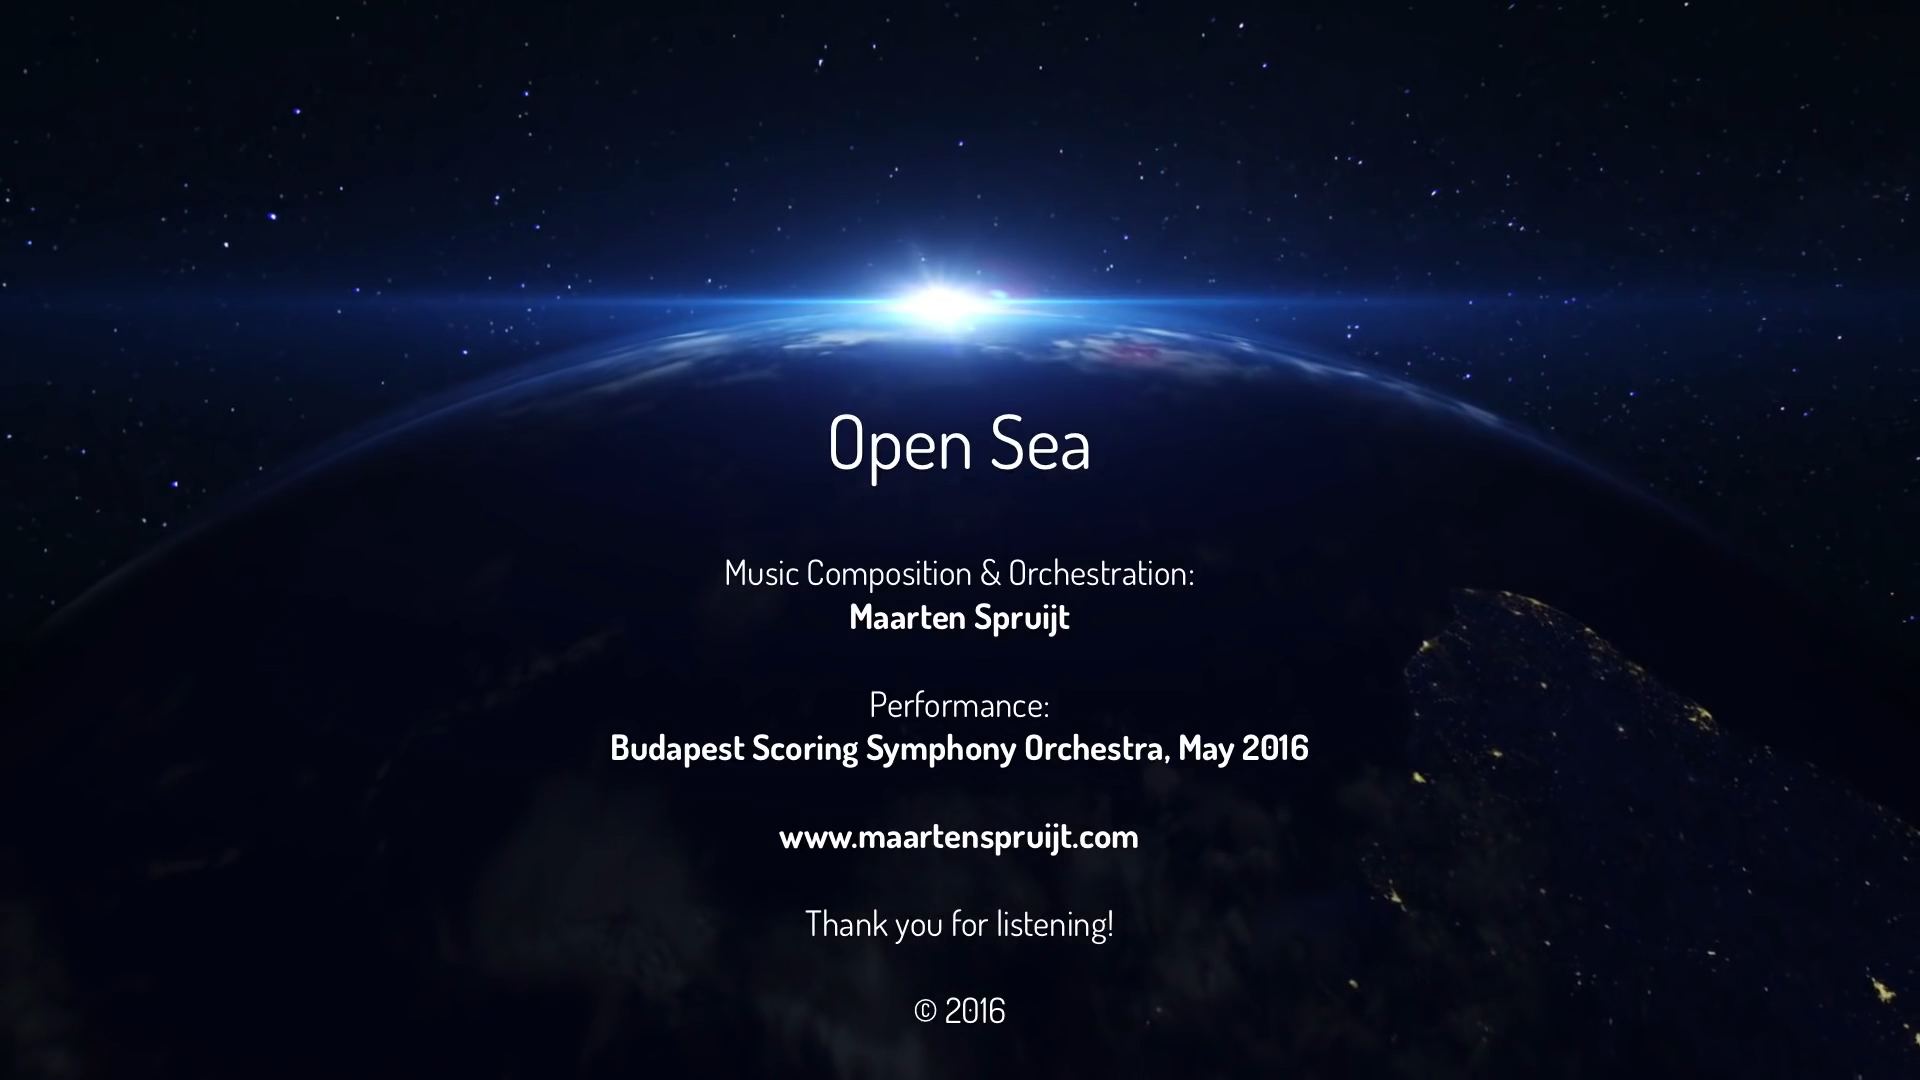 Open Sea
Music Composition & Orchestration:
Maarten Spruijt
Performance:
Budapest Scoring Symphony Orchestra, May 2016
www.maartenspruijt.com
Thank you for listening!
© 2016